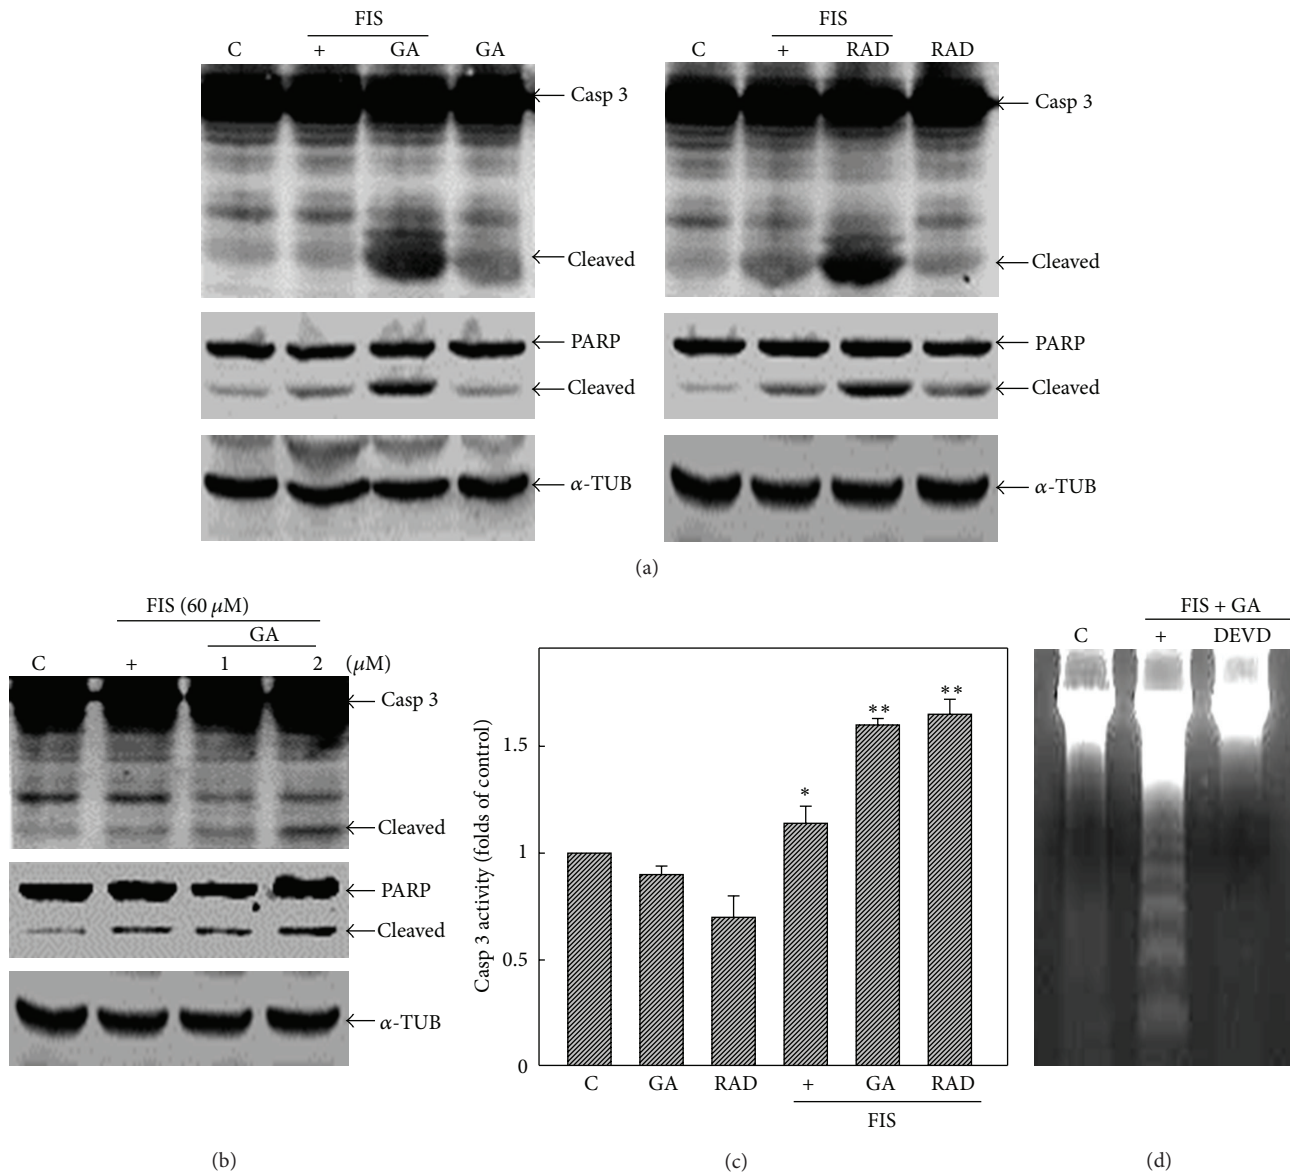 FIS
C + GA GA
Casp 3
Cleaved
PARP
Cleaved
α-TUB
FIS
C + RAD RAD
Casp 3
Cleaved
PARP
Cleaved
α-TUB
(a)
FIS (60 μM)
GA
C + 1 2 (μM)
Casp 3
Cleaved
PARP
Cleaved
α-TUB
(b)
Casp 3 activity (folds of control)
1.5
1
0.5
0
*
**
**
C GA RAD + GA RAD
FIS
(c)
FIS + GA
C + DEVD
(d)